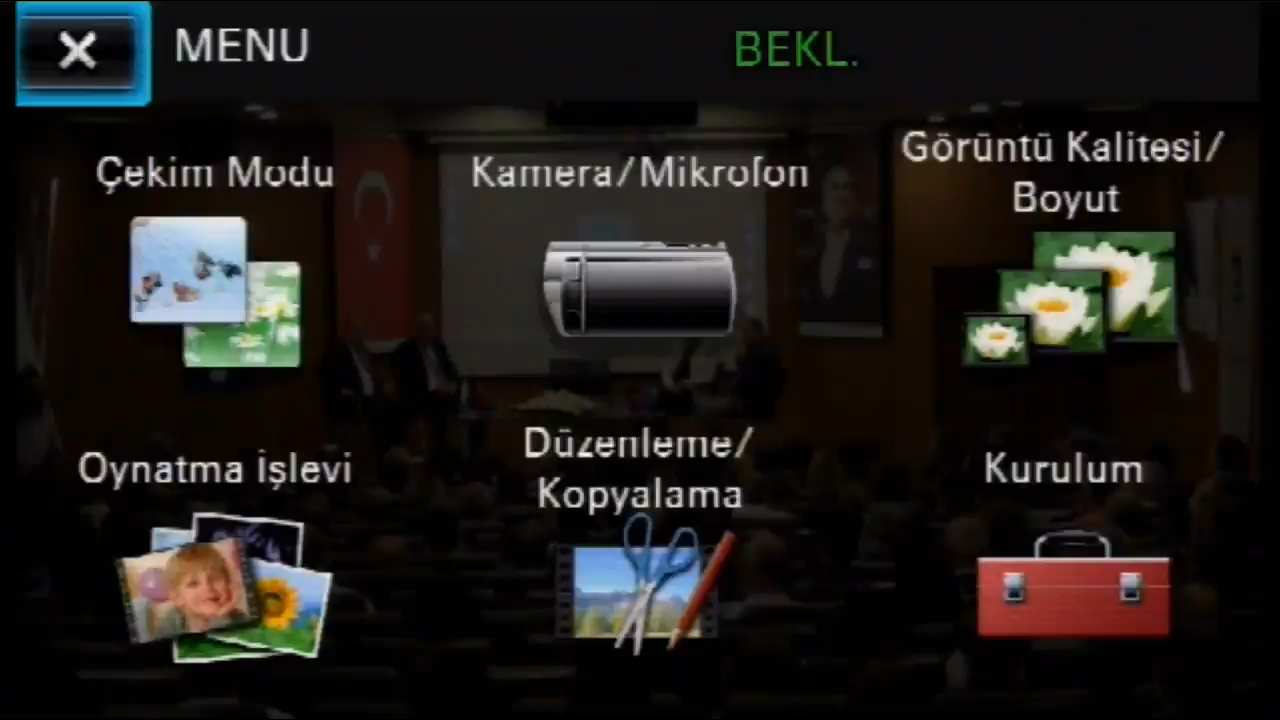 MENU
BEKL.
Çekim Modu
Kamera/Mikrofon
Görüntü Kalitesi/
Boyut
Oynatma İşlevi
Düzenleme/
Kopyalama
Kurulum